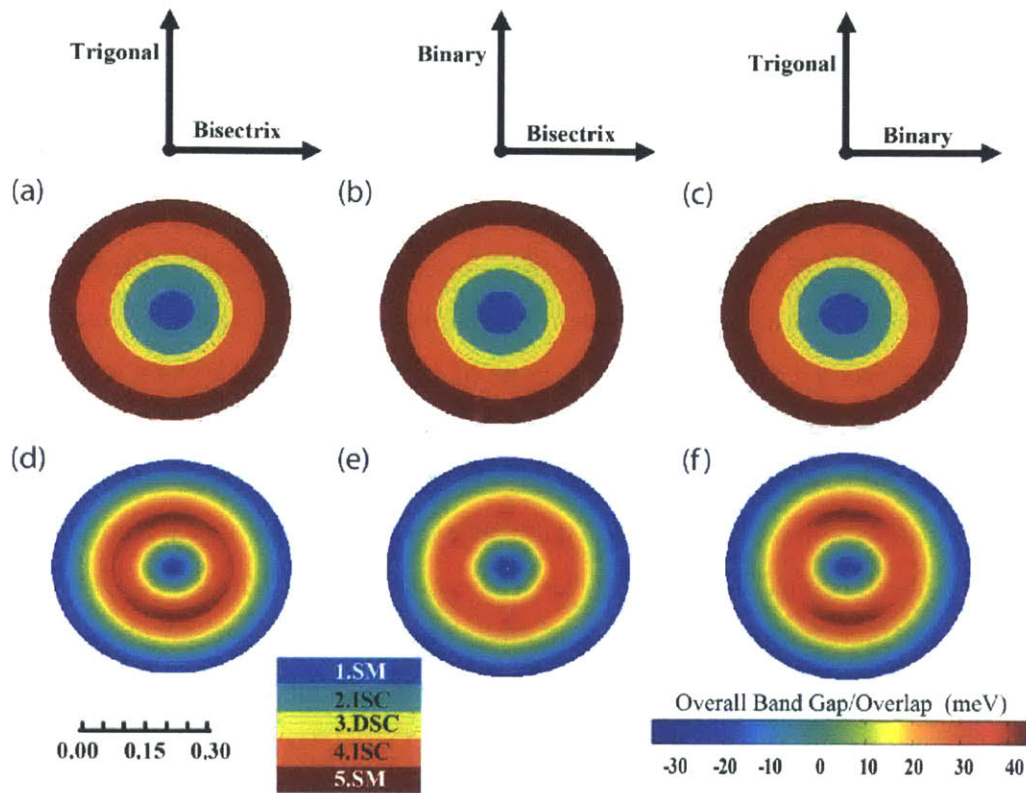 Trigonal
Bisectrix
Binary
Bisectrix
Trigonal
Binary
(a)
(b)
(c)
(d)
(e)
(f)
1.SM
2.ISC
3.DSC
4.ISC
5.SM
0.00 0.15 0.30
Overall Band Gap/Overlap (meV)
-30 -20 -10 0 10 20 30 40